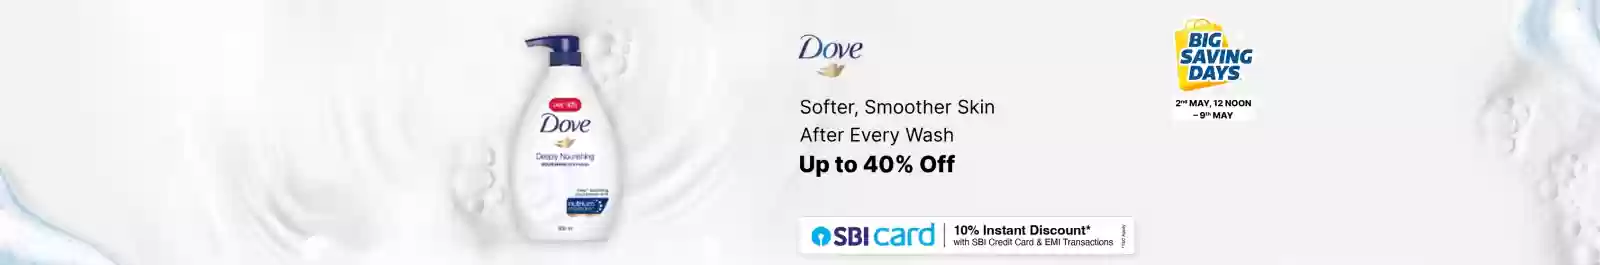 Dove
Deeply Nourishing
Dove
Softer, Smoother Skin
After Every Wash
Up to 40% Off
SBI card
10% Instant Discount*
with SBI Credit Card & EMI Transactions
BIG
SAVING
DAYS
2nd MAY, 12 NOON
– 9th MAY